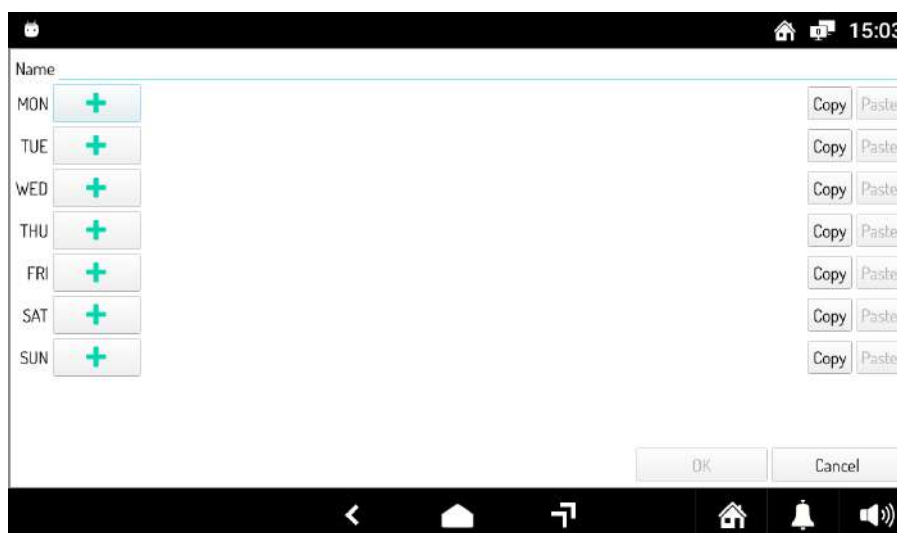 15:03
Name
MON Copy Paste
TUE Copy Paste
WED Copy Paste
THU Copy Paste
FRI Copy Paste
SAT Copy Paste
SUN Copy Paste
OK Cancel